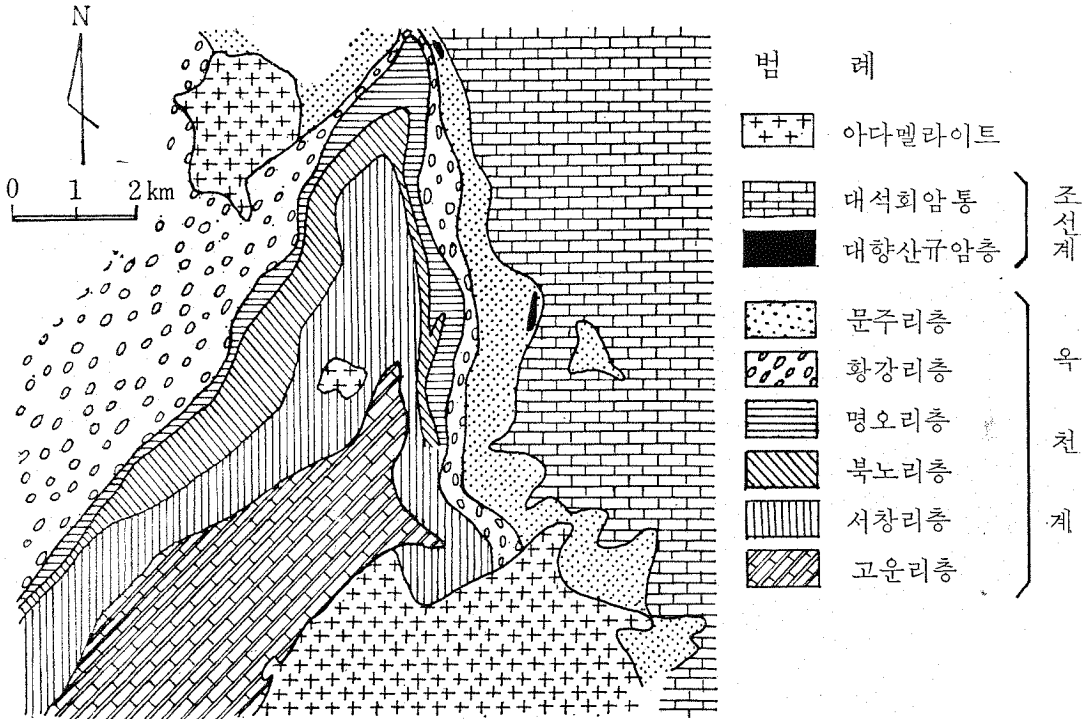 N
0 1 2 km
범 례
아다멜라이트
대석회암통
대향산규암층
조선계
문주리층
황강리층
명오리층
북노리층
서창리층
고운리층
옥천계